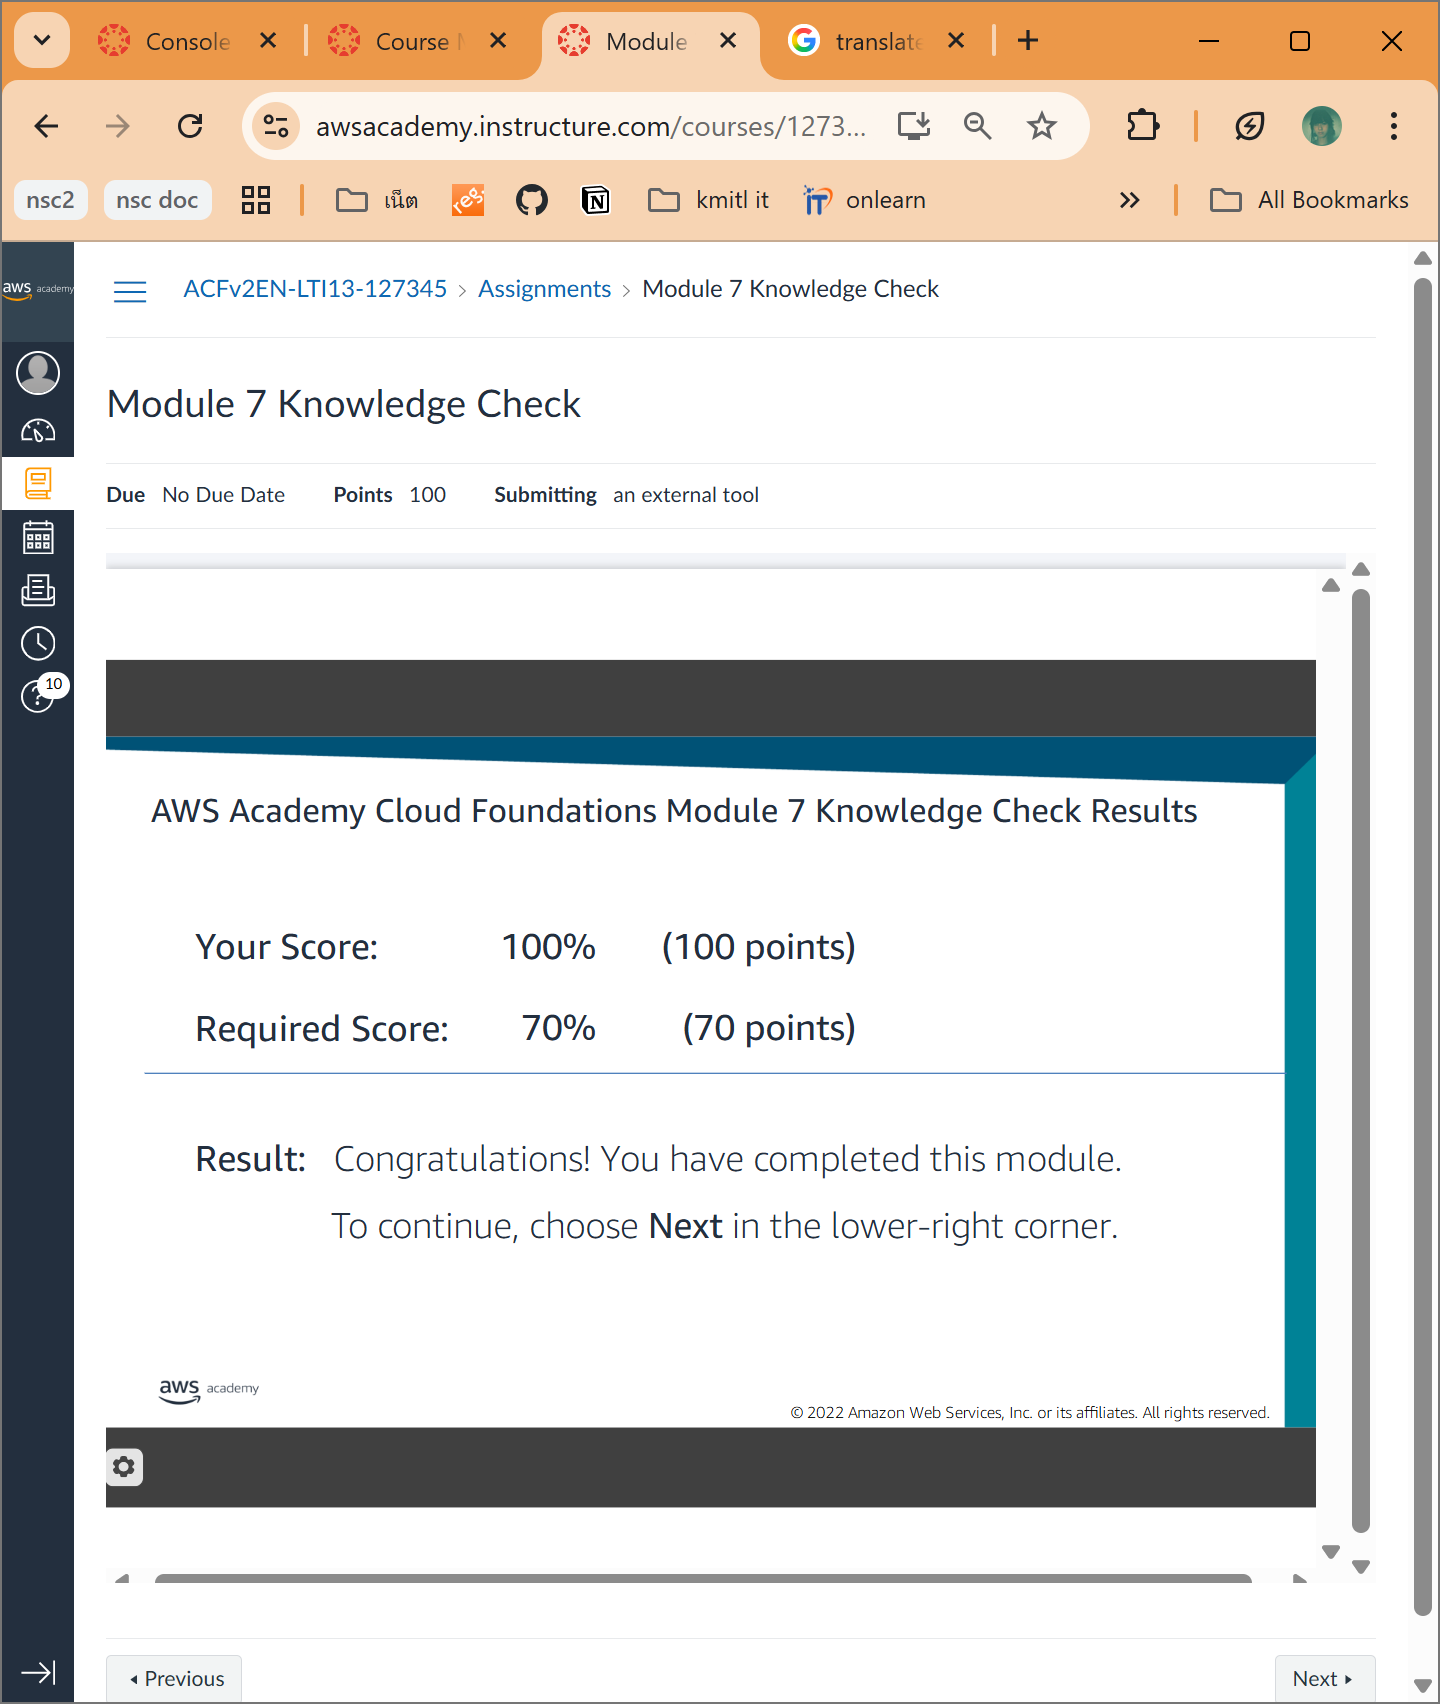 Console
Course
Module
translate
awsacademy.instructure.com/courses/1273...
nsc2
nsc doc
เน็ต
reg.
kmitl it
iT onlearn
All Bookmarks
aws academy
ACFv2EN-LTI13-127345 › Assignments › Module 7 Knowledge Check
Module 7 Knowledge Check
Due No Due Date Points 100 Submitting an external tool
10
AWS Academy Cloud Foundations Module 7 Knowledge Check Results
Your Score: 100% (100 points)
Required Score: 70% (70 points)
Result: Congratulations! You have completed this module.
To continue, choose Next in the lower-right corner.
aws academy
© 2022 Amazon Web Services, Inc. or its affiliates. All rights reserved.
Previous
Next